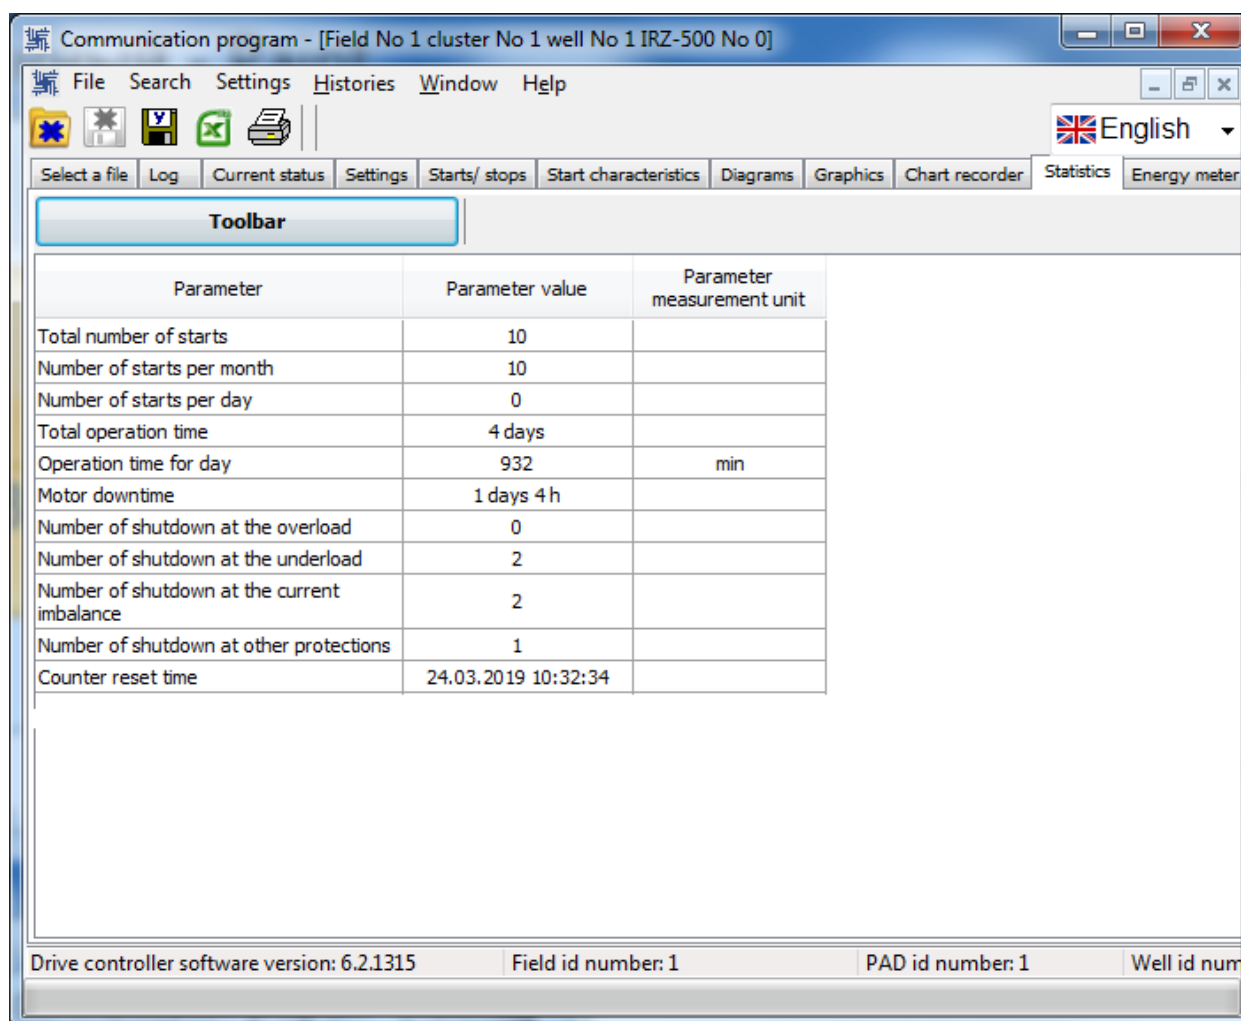 Communication program - [Field No 1 cluster No 1 well No 1 IRZ-500 No 0]
File Search Settings Histories Window Help
English
Select a file Log Current status Settings Starts/ stops Start characteristics Diagrams Graphics Chart recorder Statistics Energy meter
Toolbar
Parameter Parameter value Parameter measurement unit
Total number of starts 10
Number of starts per month 10
Number of starts per day 0
Total operation time 4 days
Operation time for day 932 min
Motor downtime 1 days 4 h
Number of shutdown at the overload 0
Number of shutdown at the underload 2
Number of shutdown at the current imbalance 2
Number of shutdown at other protections 1
Counter reset time 24.03.2019 10:32:34
Drive controller software version: 6.2.1315 Field id number: 1 PAD id number: 1 Well id num